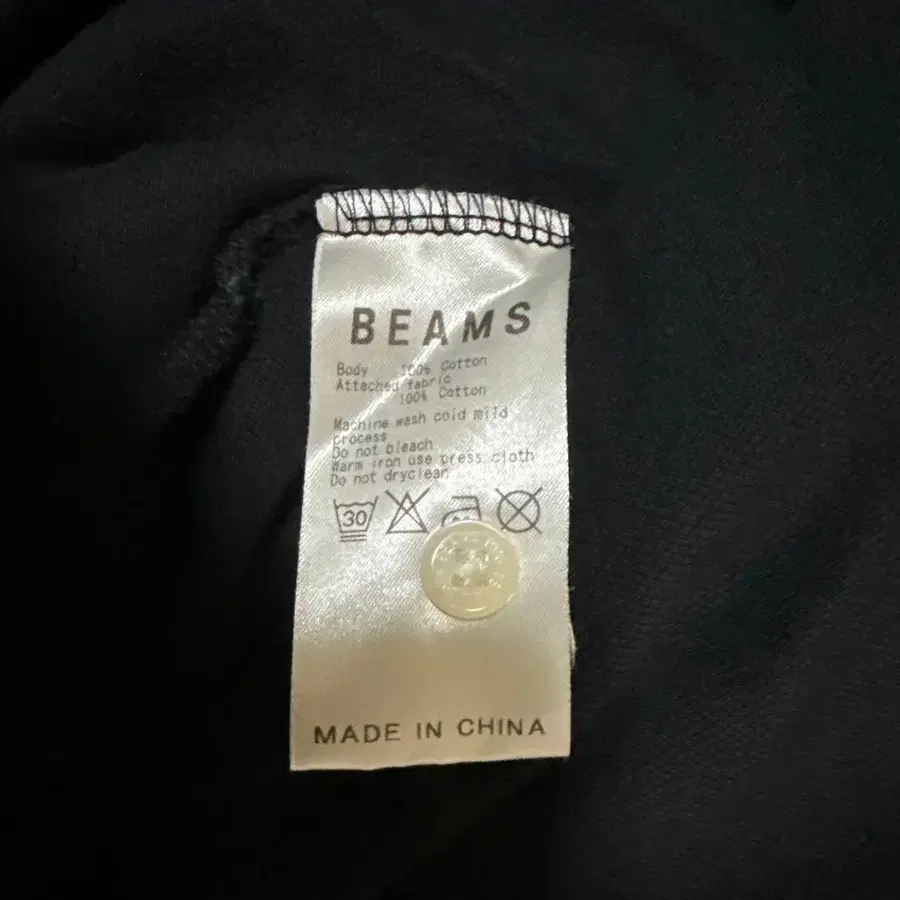 BEAMS
Body 100% Cotton
Attached fabric
100% Cotton
Machine wash cold mild
process
Do not bleach
Warm iron use press cloth
Do not dryclean
30
MADE IN CHINA